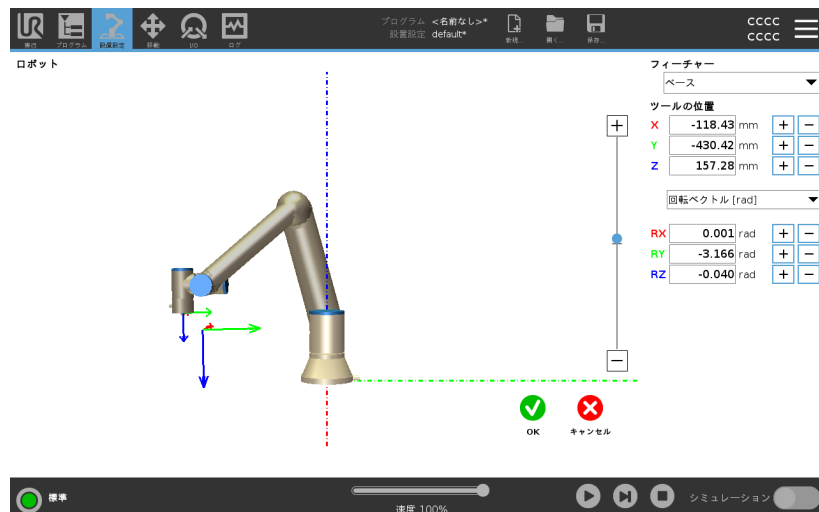 プログラム <名前なし>*
設置設定 default*
CCCC
CCCC
実行
プログラム
設置設定
移動
I/O
ログ
新規...
開く...
保存...
ロボット
フィーチャー
ベース
ツールの位置
X -118.43 mm + −
Y -430.42 mm + −
Z 157.28 mm + −
回転ベクトル [rad]
RX 0.001 rad + −
RY -3.166 rad + −
RZ -0.040 rad + −
OK
キャンセル
標準
速度 100%
シミュレーション